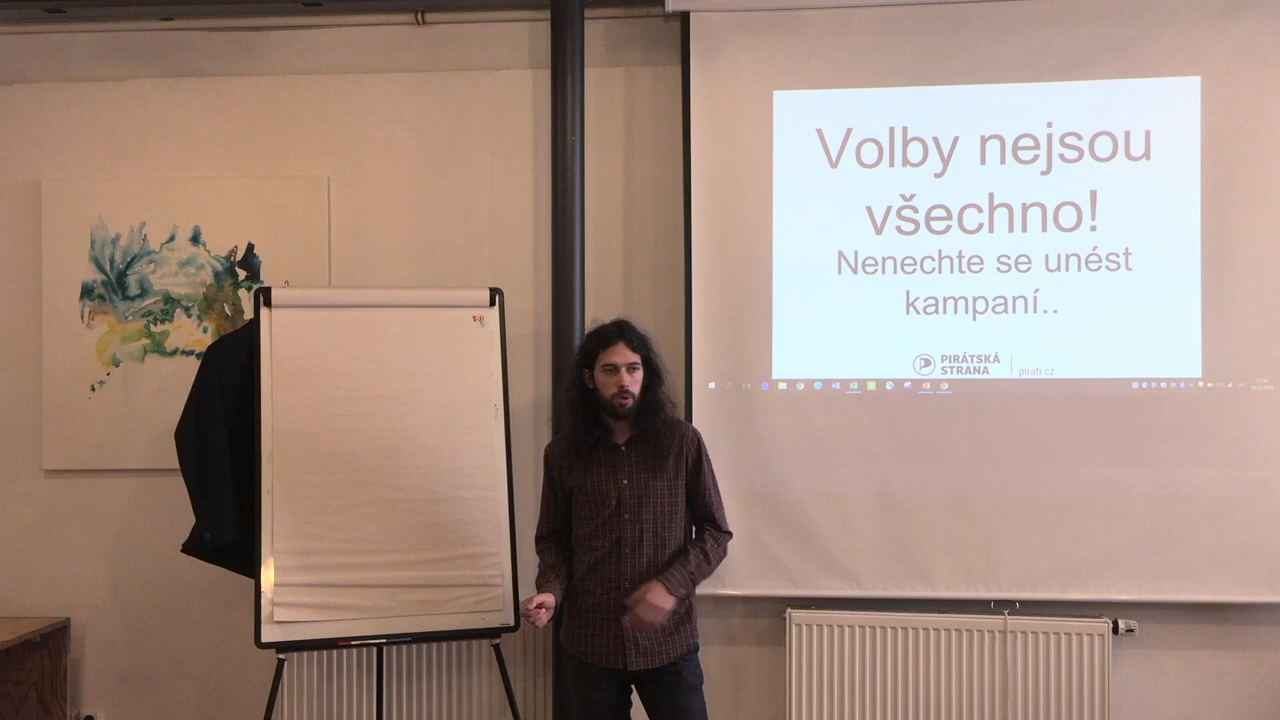 Volby nejsou
všechno!
Nenechte se unést
kampaní..
PIRÁTSKÁ
STRANA
pirati.cz